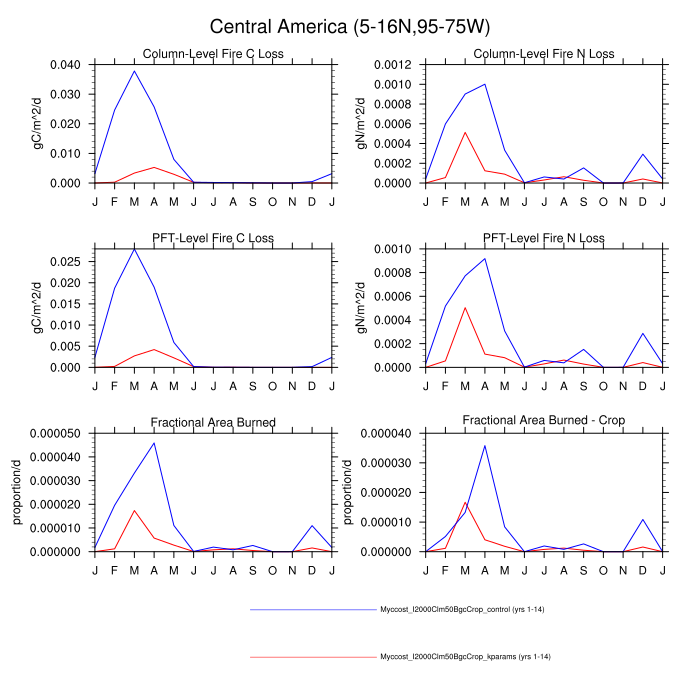 Central America (5-16N,95-75W)
Column-Level Fire C Loss
gC/m^2/d
0.040
0.030
0.020
0.010
0.000
J F M A M J J A S O N D J
Column-Level Fire N Loss
gN/m^2/d
0.0012
0.0010
0.0008
0.0006
0.0004
0.0002
0.0000
J F M A M J J A S O N D J
PFT-Level Fire C Loss
gC/m^2/d
0.025
0.020
0.015
0.010
0.005
0.000
J F M A M J J A S O N D J
PFT-Level Fire N Loss
gN/m^2/d
0.0010
0.0008
0.0006
0.0004
0.0002
0.0000
J F M A M J J A S O N D J
Fractional Area Burned
proportion/d
0.000050
0.000040
0.000030
0.000020
0.000010
0.000000
J F M A M J J A S O N D J
Fractional Area Burned - Crop
proportion/d
0.000040
0.000030
0.000020
0.000010
0.000000
J F M A M J J A S O N D J
Myccost_I2000Clm50BgcCrop_control (yrs 1-14)
Myccost_I2000Clm50BgcCrop_kparams (yrs 1-14)